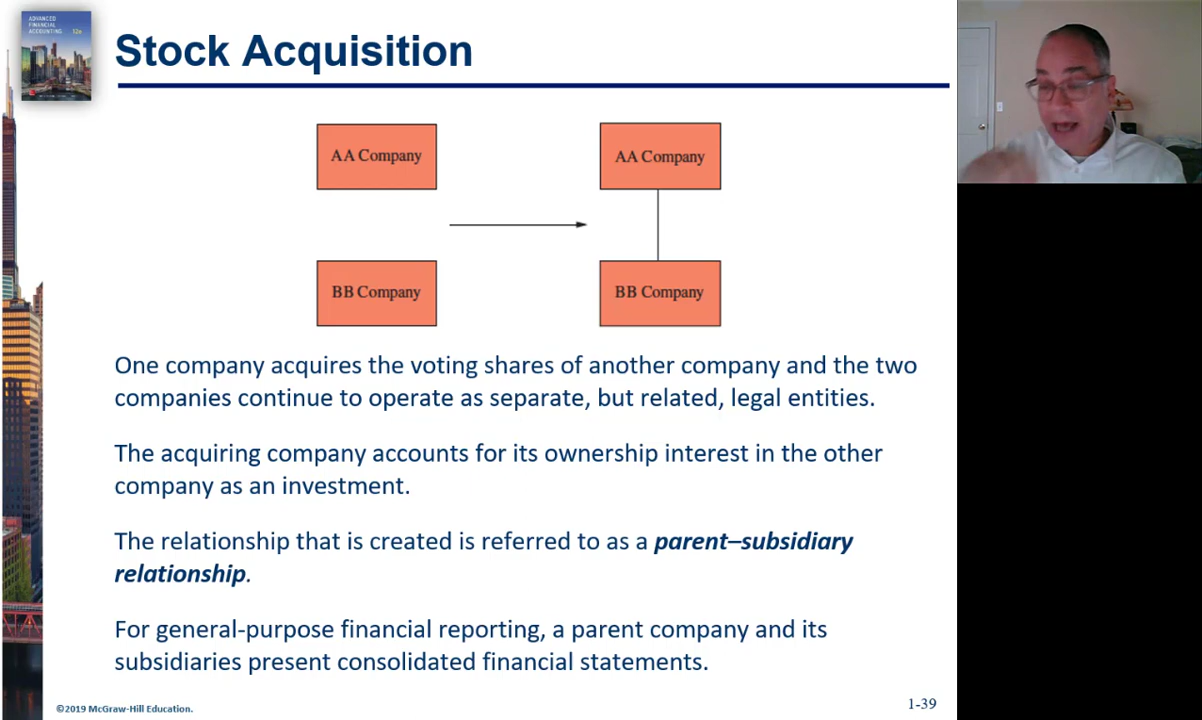 ADVANCED
FINANCIAL
ACCOUNTING 12e
Stock Acquisition
AA Company
AA Company
BB Company
BB Company
One company acquires the voting shares of another company and the two
companies continue to operate as separate, but related, legal entities.
The acquiring company accounts for its ownership interest in the other
company as an investment.
The relationship that is created is referred to as a parent–subsidiary
relationship.
For general-purpose financial reporting, a parent company and its
subsidiaries present consolidated financial statements.
©2019 McGraw-Hill Education.
1-39